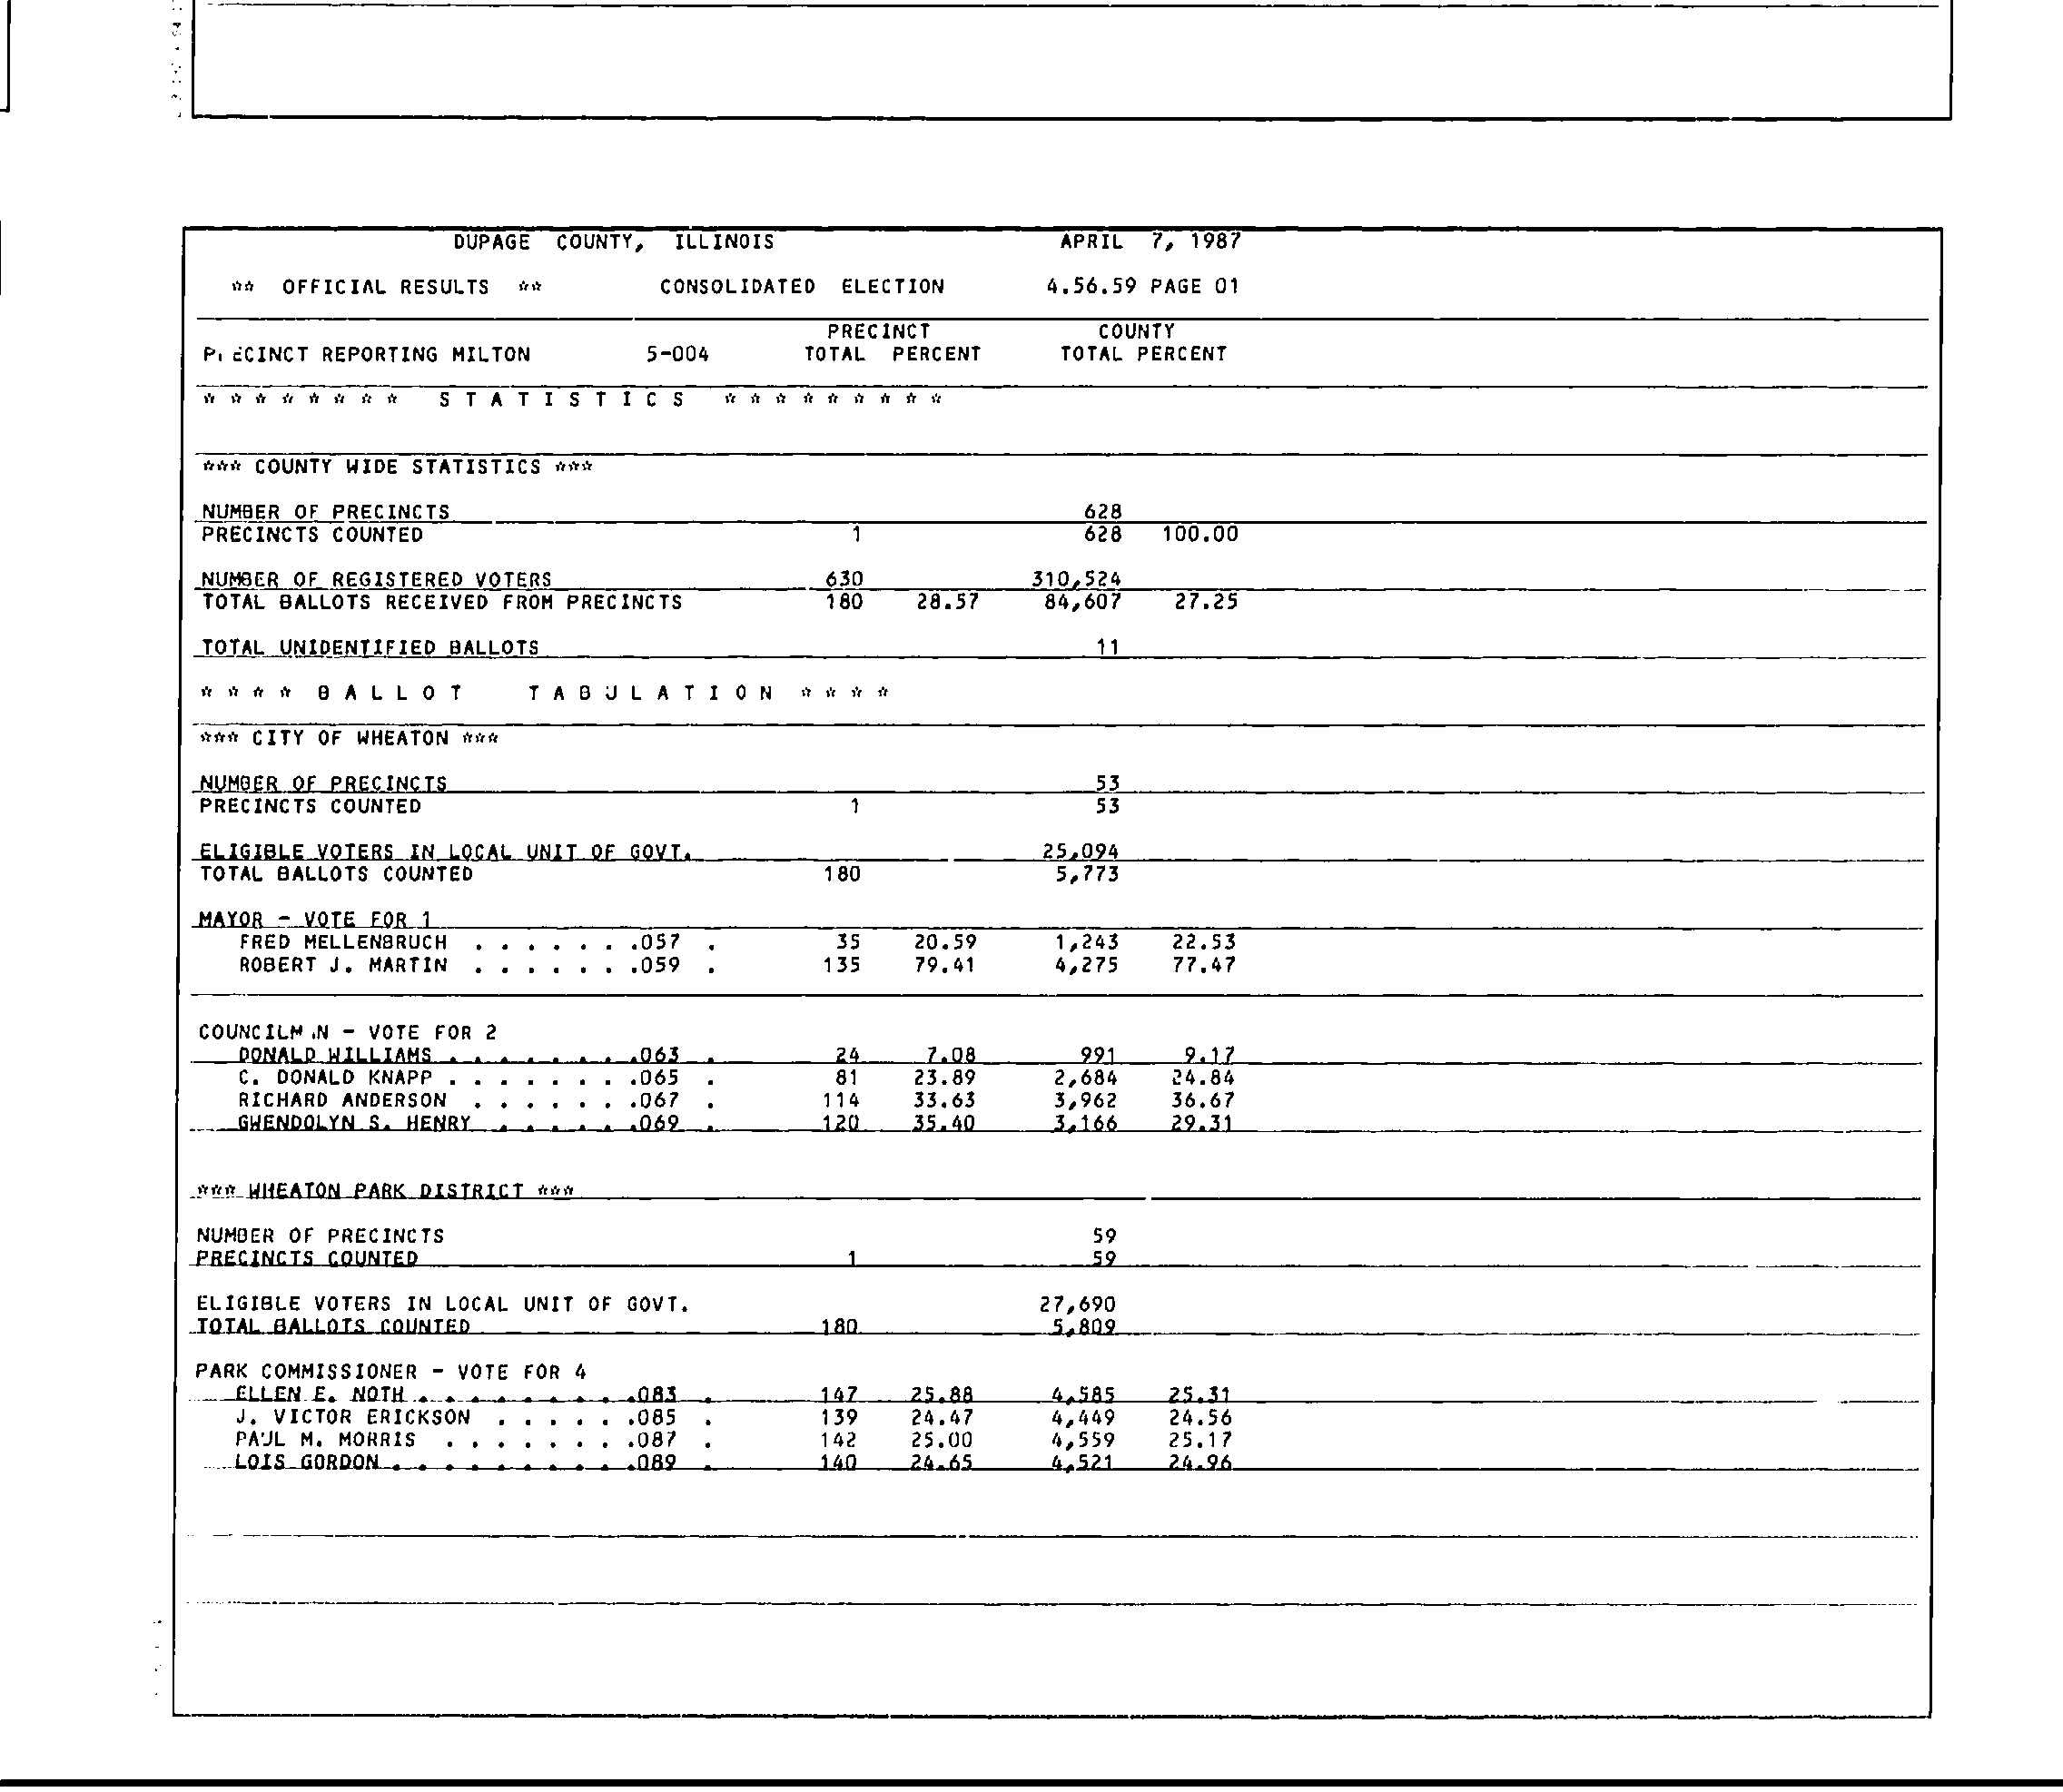 DUPAGE COUNTY, ILLINOIS APRIL 7, 1987
** OFFICIAL RESULTS ** CONSOLIDATED ELECTION 4.56.59 PAGE 01
PRECINCT COUNTY
P ECINCT REPORTING MILTON 5-004 TOTAL PERCENT TOTAL PERCENT
* * * * * * * * S T A T I S T I C S * * * * * * * * *
*** COUNTY WIDE STATISTICS ***
NUMBER OF PRECINCTS 628
PRECINCTS COUNTED 1 628 100.00
NUMBER OF REGISTERED VOTERS 630 310,524
TOTAL BALLOTS RECEIVED FROM PRECINCTS 180 28.57 84,607 27.25
TOTAL UNIDENTIFIED BALLOTS 11
* * * * B A L L O T T A B U L A T I O N * * * *
*** CITY OF WHEATON ***
NUMBER OF PRECINCTS 53
PRECINCTS COUNTED 1 53
ELIGIBLE VOTERS IN LOCAL UNIT OF GOVT. 25,094
TOTAL BALLOTS COUNTED 180 5,773
MAYOR - VOTE FOR 1
FRED MELLENBRUCH . . . . . . .057 . 35 20.59 1,243 22.53
ROBERT J. MARTIN . . . . . . .059 . 135 79.41 4,275 77.47
COUNCILM N - VOTE FOR 2
DONALD WILLIAMS . . . . . . . .063 . 24 7.08 991 9.17
C. DONALD KNAPP . . . . . . . .065 . 81 23.89 2,684 24.84
RICHARD ANDERSON . . . . . . .067 . 114 33.63 3,962 36.67
GWENDOLYN S. HENRY . . . . . .069 . 120 35.40 3,166 29.31
*** WHEATON PARK DISTRICT ***
NUMBER OF PRECINCTS 59
PRECINCTS COUNTED 1 59
ELIGIBLE VOTERS IN LOCAL UNIT OF GOVT. 27,690
TOTAL BALLOTS COUNTED 180 5,809
PARK COMMISSIONER - VOTE FOR 4
ELLEN E. NOTH . . . . . . . . .083 . 147 25.88 4,585 25.31
J. VICTOR ERICKSON . . . . . .085 . 139 24.47 4,449 24.56
PAUL M. MORRIS . . . . . . . .087 . 142 25.00 4,559 25.17
LOIS GORDON . . . . . . . . . .089 . 140 24.65 4,521 24.96